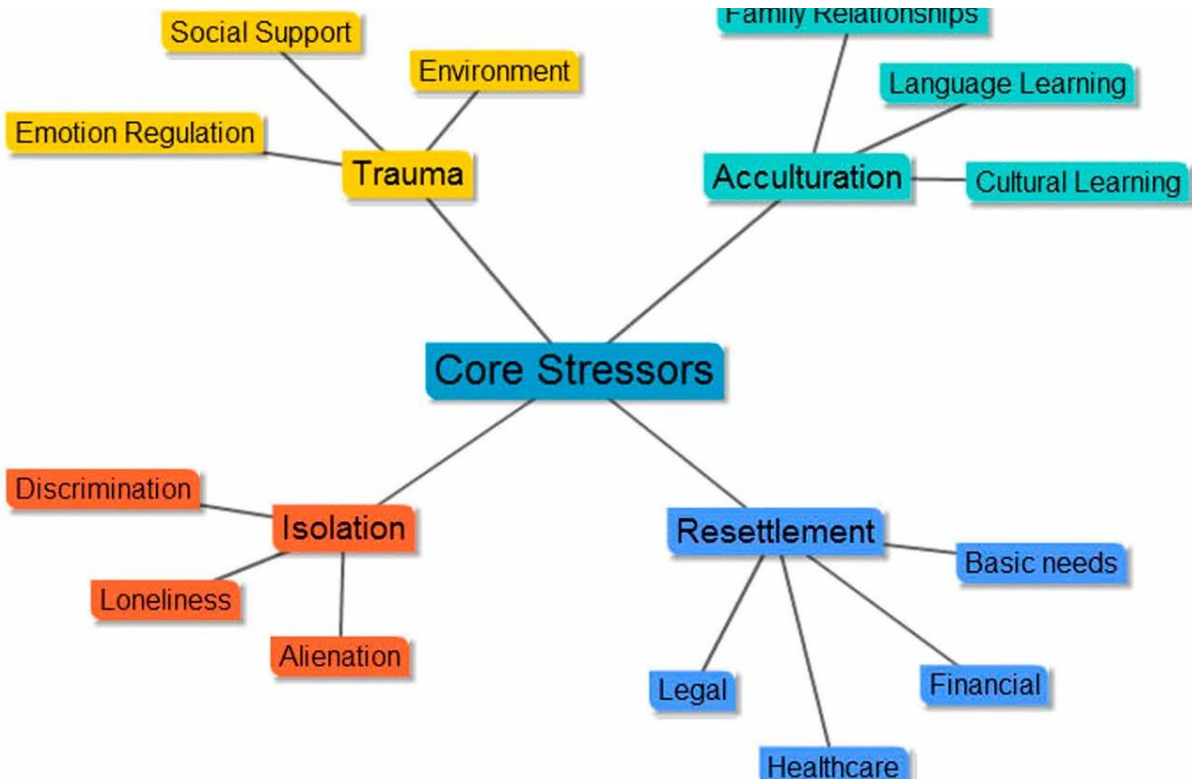 Family Relationships
Social Support
Environment
Language Learning
Emotion Regulation
Trauma
Acculturation
Cultural Learning
Core Stressors
Discrimination
Isolation
Resettlement
Basic needs
Loneliness
Alienation
Legal
Financial
Healthcare